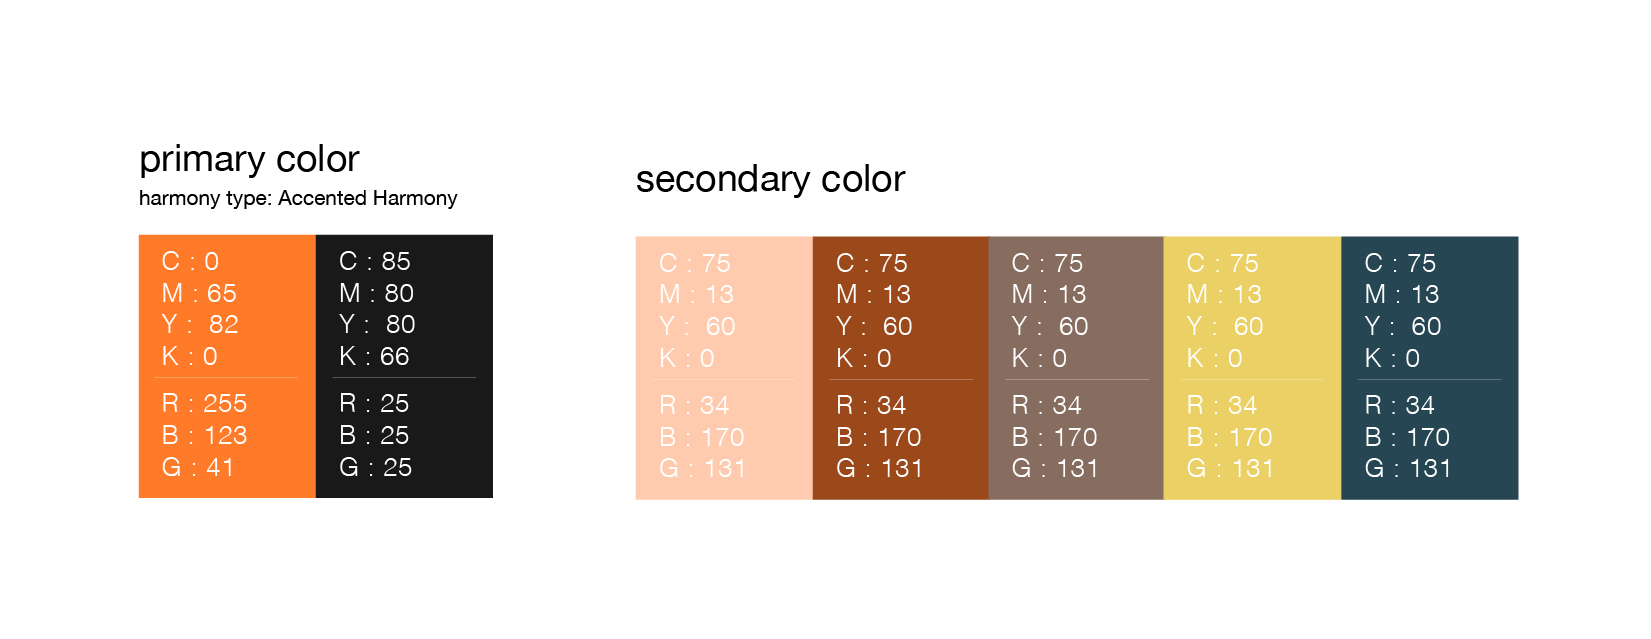 primary color
harmony type: Accented Harmony
C : 0
M : 65
Y :  82
K : 0
R : 255
B : 123
G : 41
C : 85
M : 80
Y :  80
K : 66
R : 25
B : 25
G : 25
secondary color
C : 75
M : 13
Y :  60
K : 0
R : 34
B : 170
G : 131
C : 75
M : 13
Y :  60
K : 0
R : 34
B : 170
G : 131
C : 75
M : 13
Y :  60
K : 0
R : 34
B : 170
G : 131
C : 75
M : 13
Y :  60
K : 0
R : 34
B : 170
G : 131
C : 75
M : 13
Y :  60
K : 0
R : 34
B : 170
G : 131